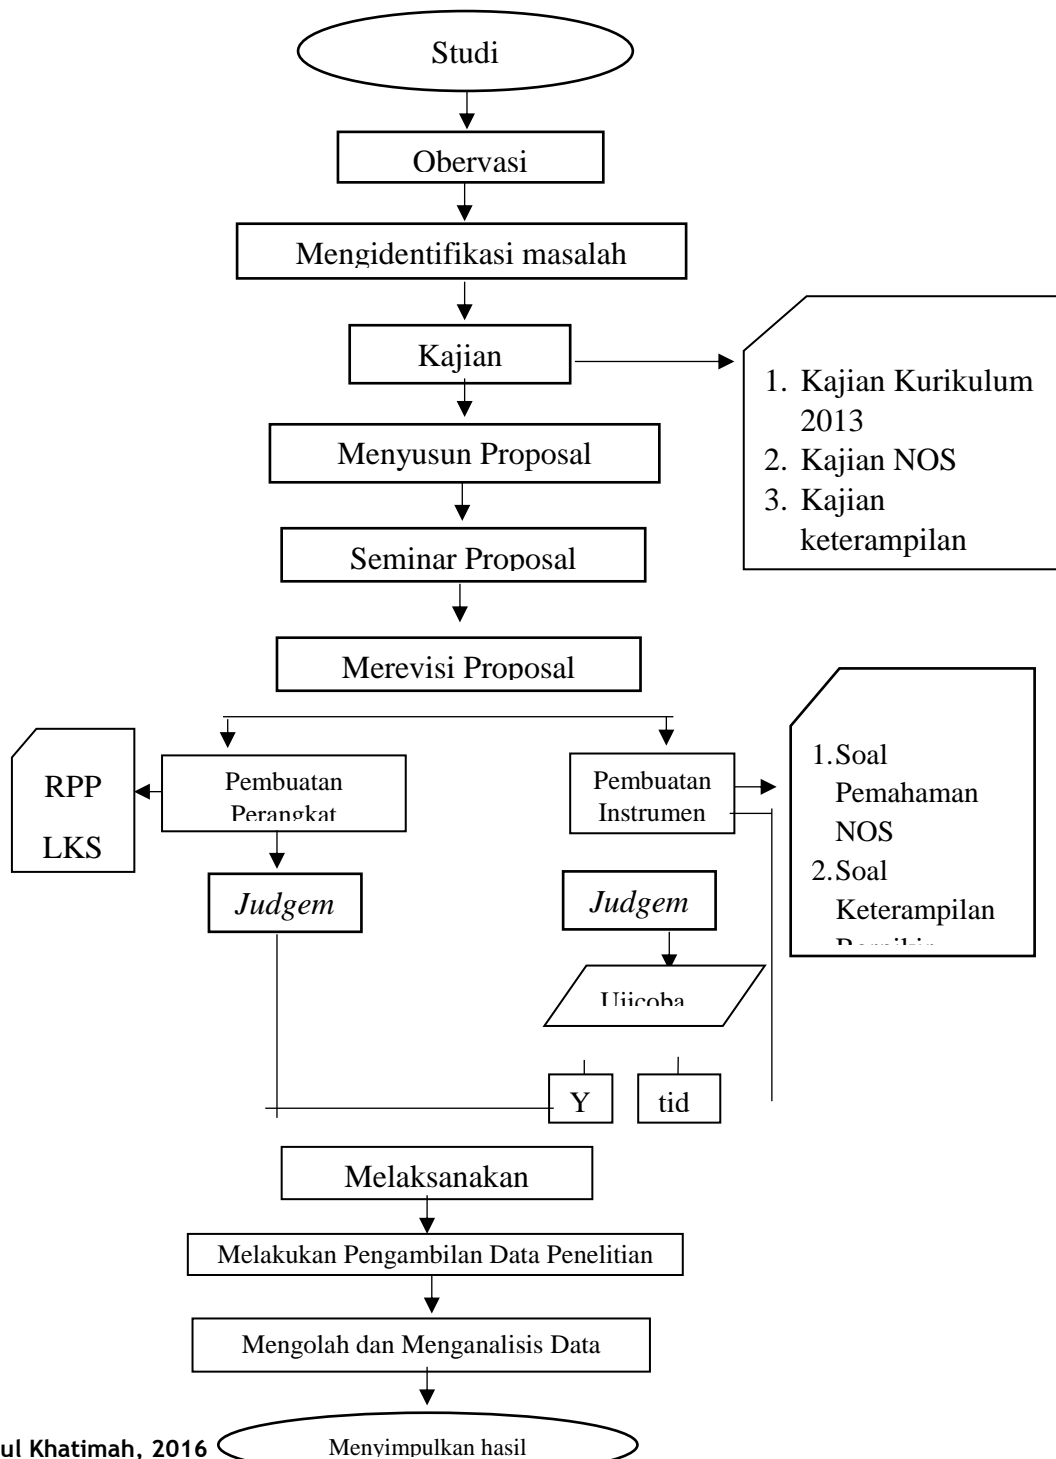 Studi
Obervasi
Mengidentifikasi masalah
Kajian
1. Kajian Kurikulum
2013
2. Kajian NOS
3. Kajian
keterampilan
Menyusun Proposal
Seminar Proposal
Merevisi Proposal
RPP
LKS
Pembuatan
Perangkat
Pembuatan
Instrumen
1. Soal
Pemahaman
NOS
2. Soal
Keterampilan
Judgem
Judgem
Ujicoba
Y
tid
Melaksanakan
Melakukan Pengambilan Data Penelitian
Mengolah dan Menganalisis Data
Menyimpulkan hasil
ul Khatimah, 2016